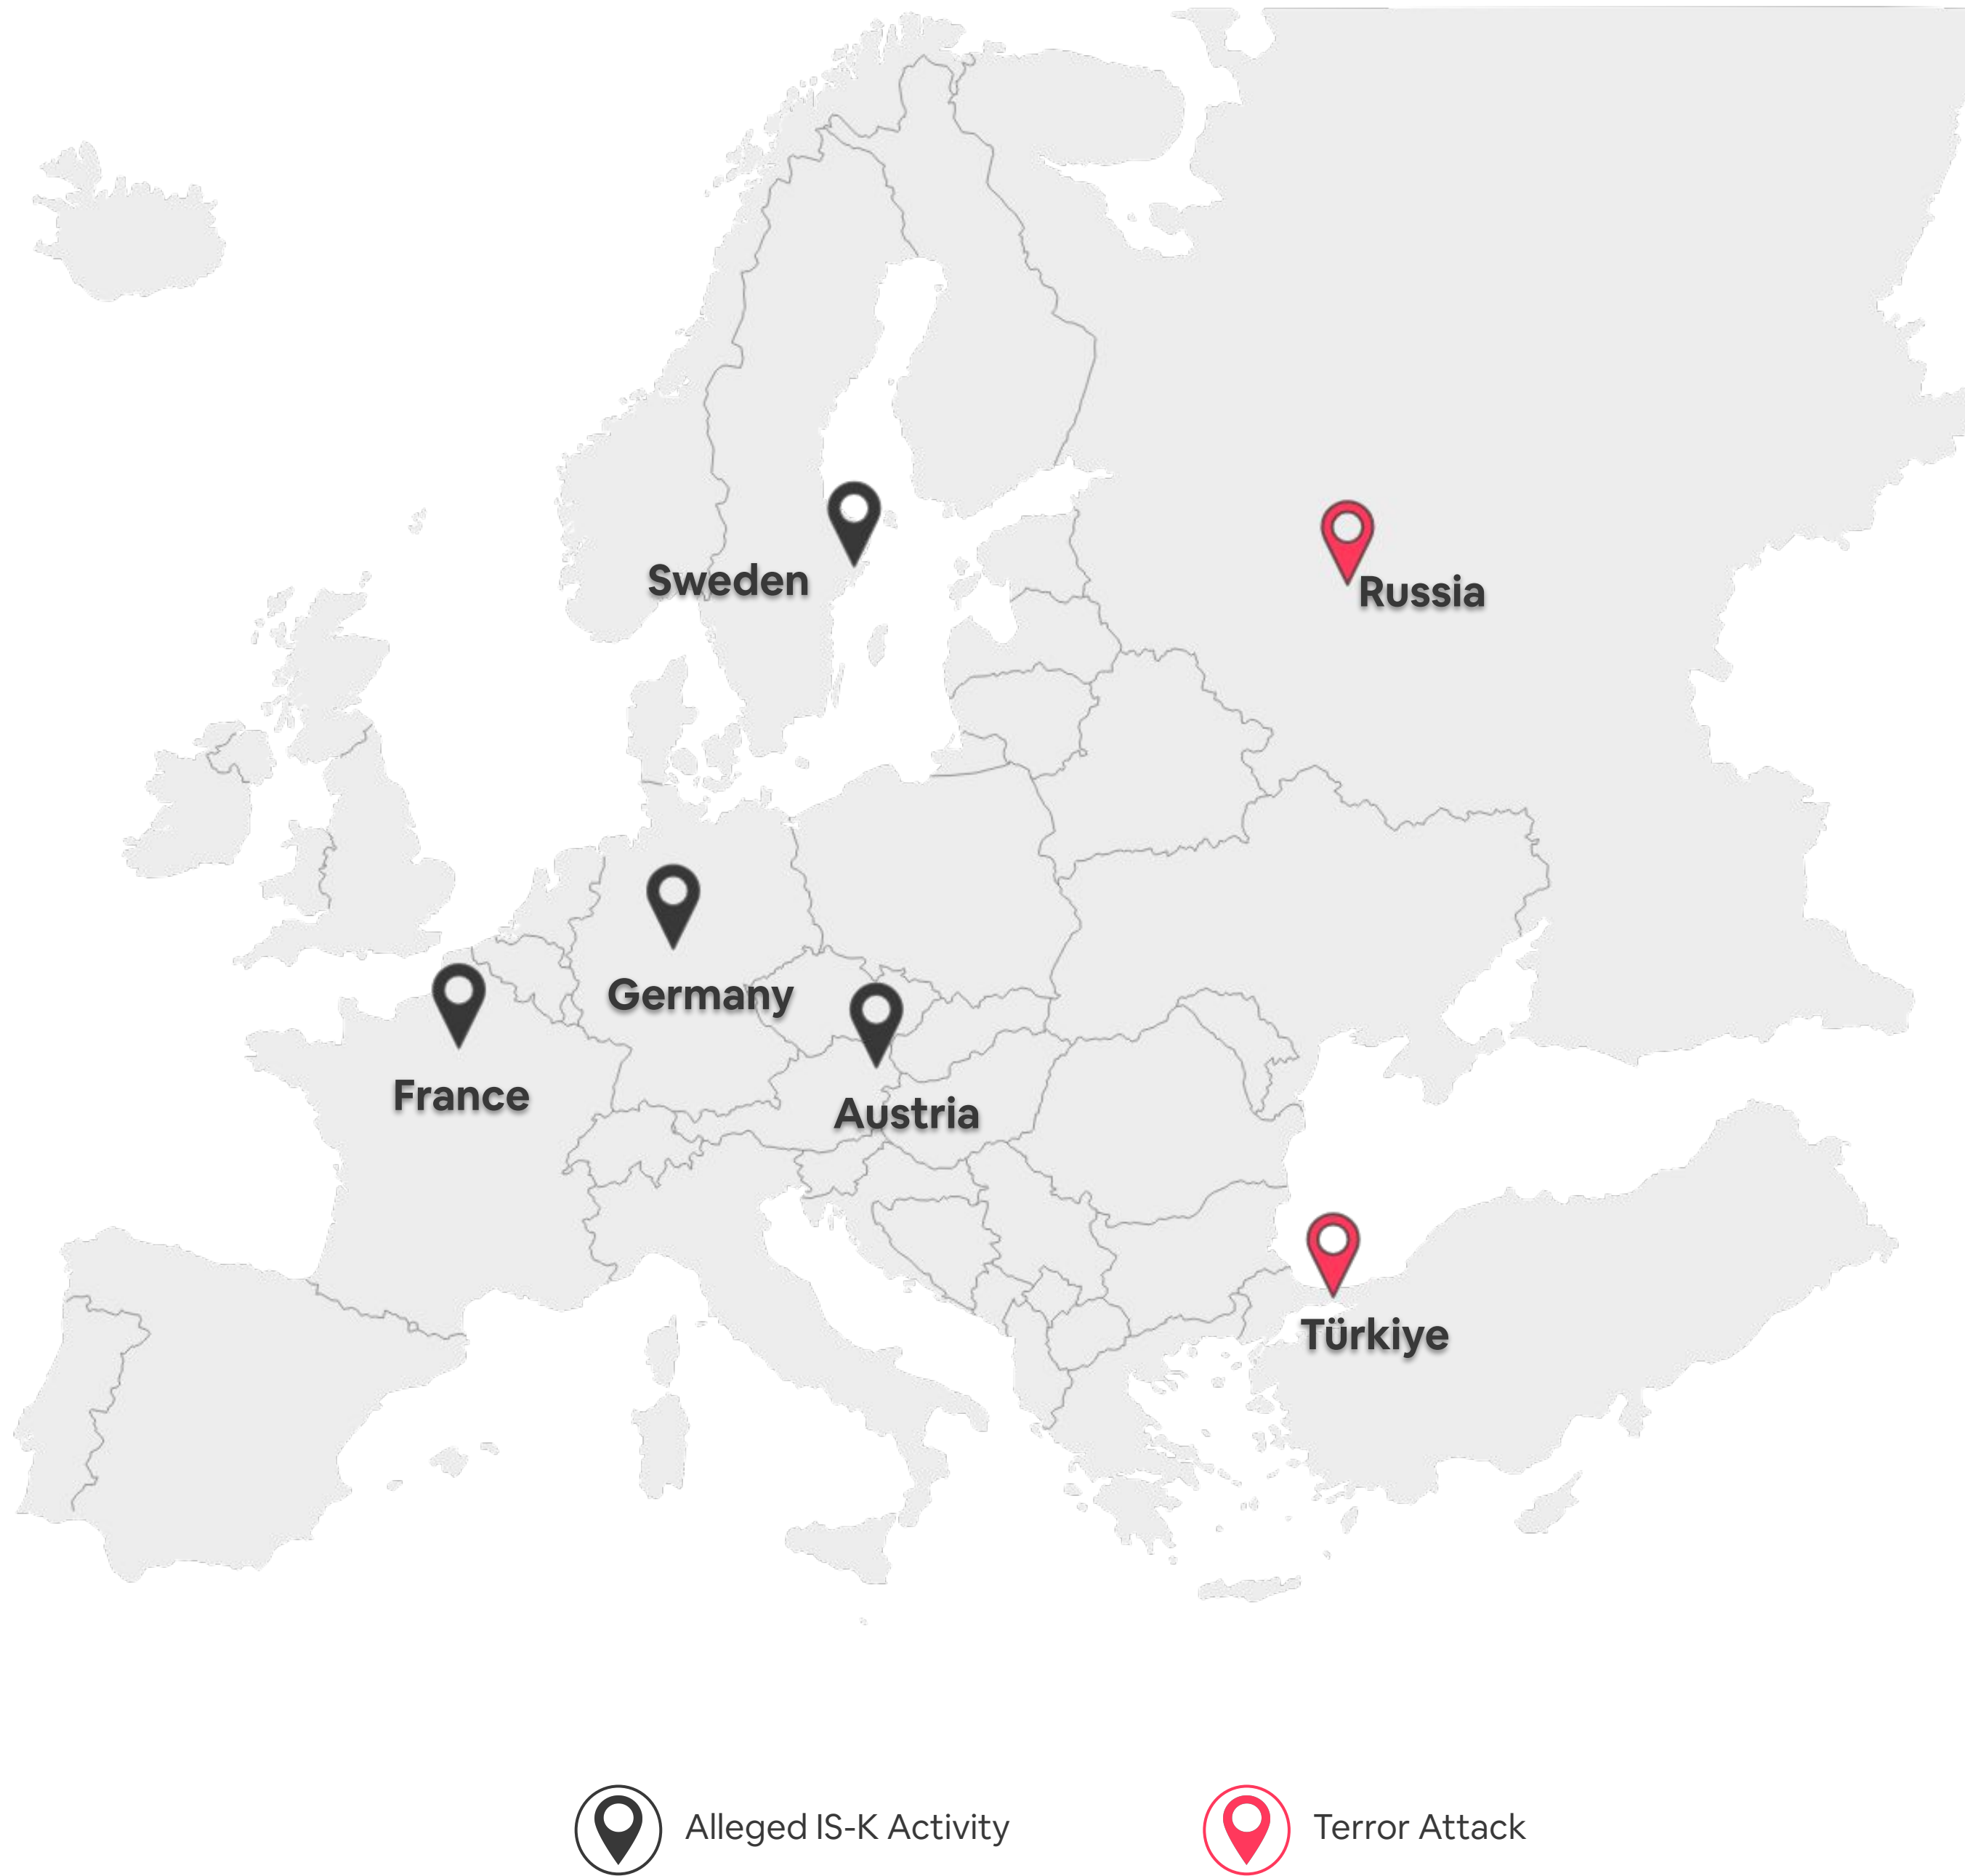 Sweden
Russia
Germany
France
Austria
Türkiye
Alleged IS-K Activity
Terror Attack